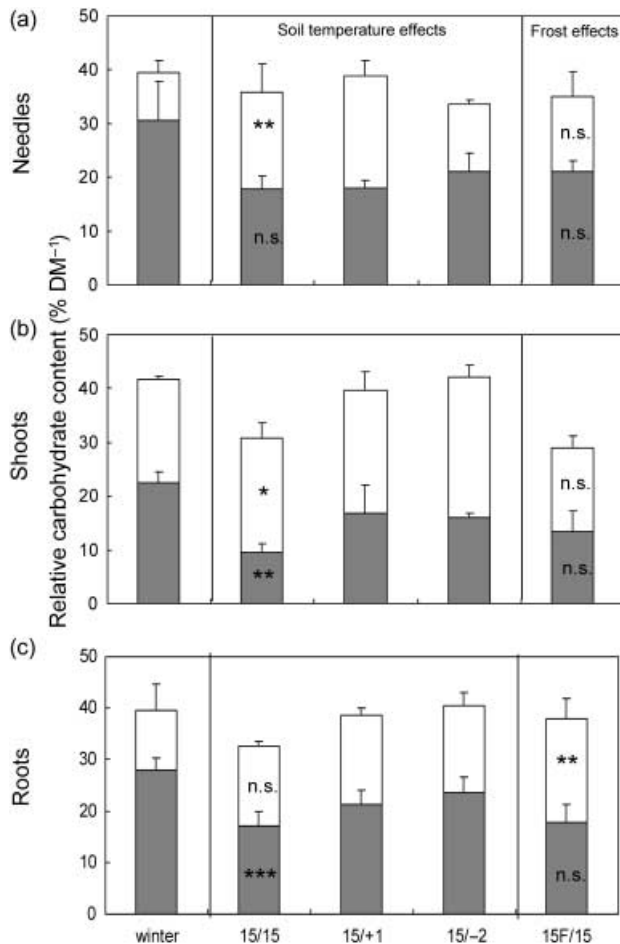 (a)
Soil temperature effects
Frost effects
50
40
30
20
10
0
Needles
**
n.s.
n.s.
n.s.
Relative carbohydrate content (% DM⁻¹)
(b)
50
40
30
20
10
0
Shoots
*
**
n.s.
n.s.
(c)
50
40
30
20
10
0
Roots
n.s.
***
**
n.s.
winter 15/15 15/+1 15/−2 15F/15